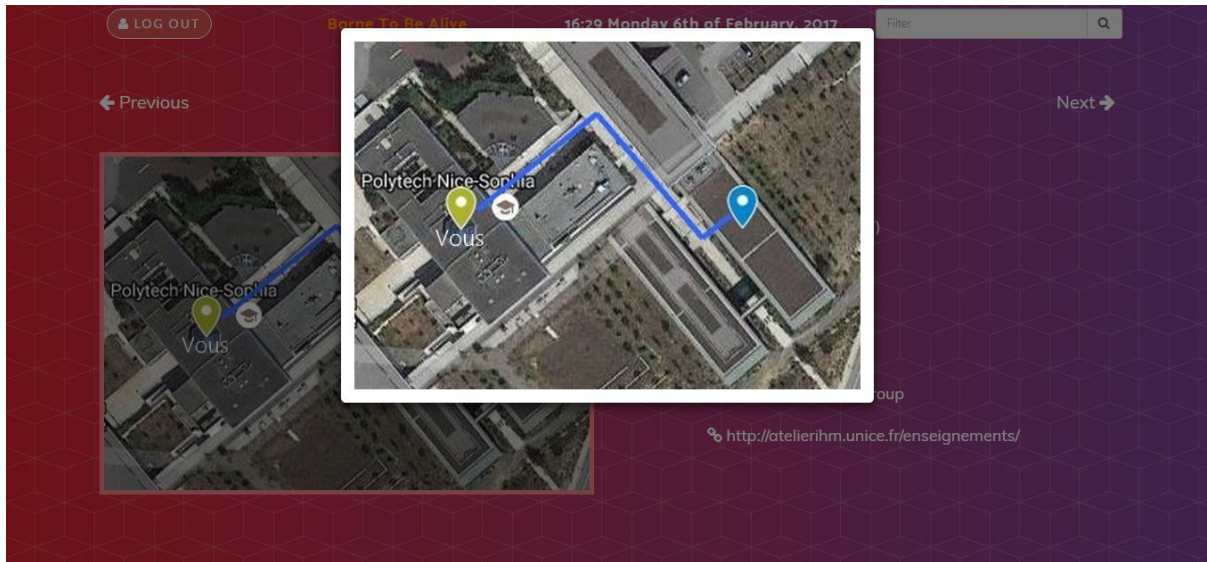 LOG OUT
Borne To Be Alive
16:29 Monday 6th of February, 2017
Filter
Previous
Next
Polytech Nice-Sophia
Vous
Polytech Nice-Sophia
Vous
)
oup
http://atelierihm.unice.fr/enseignements/